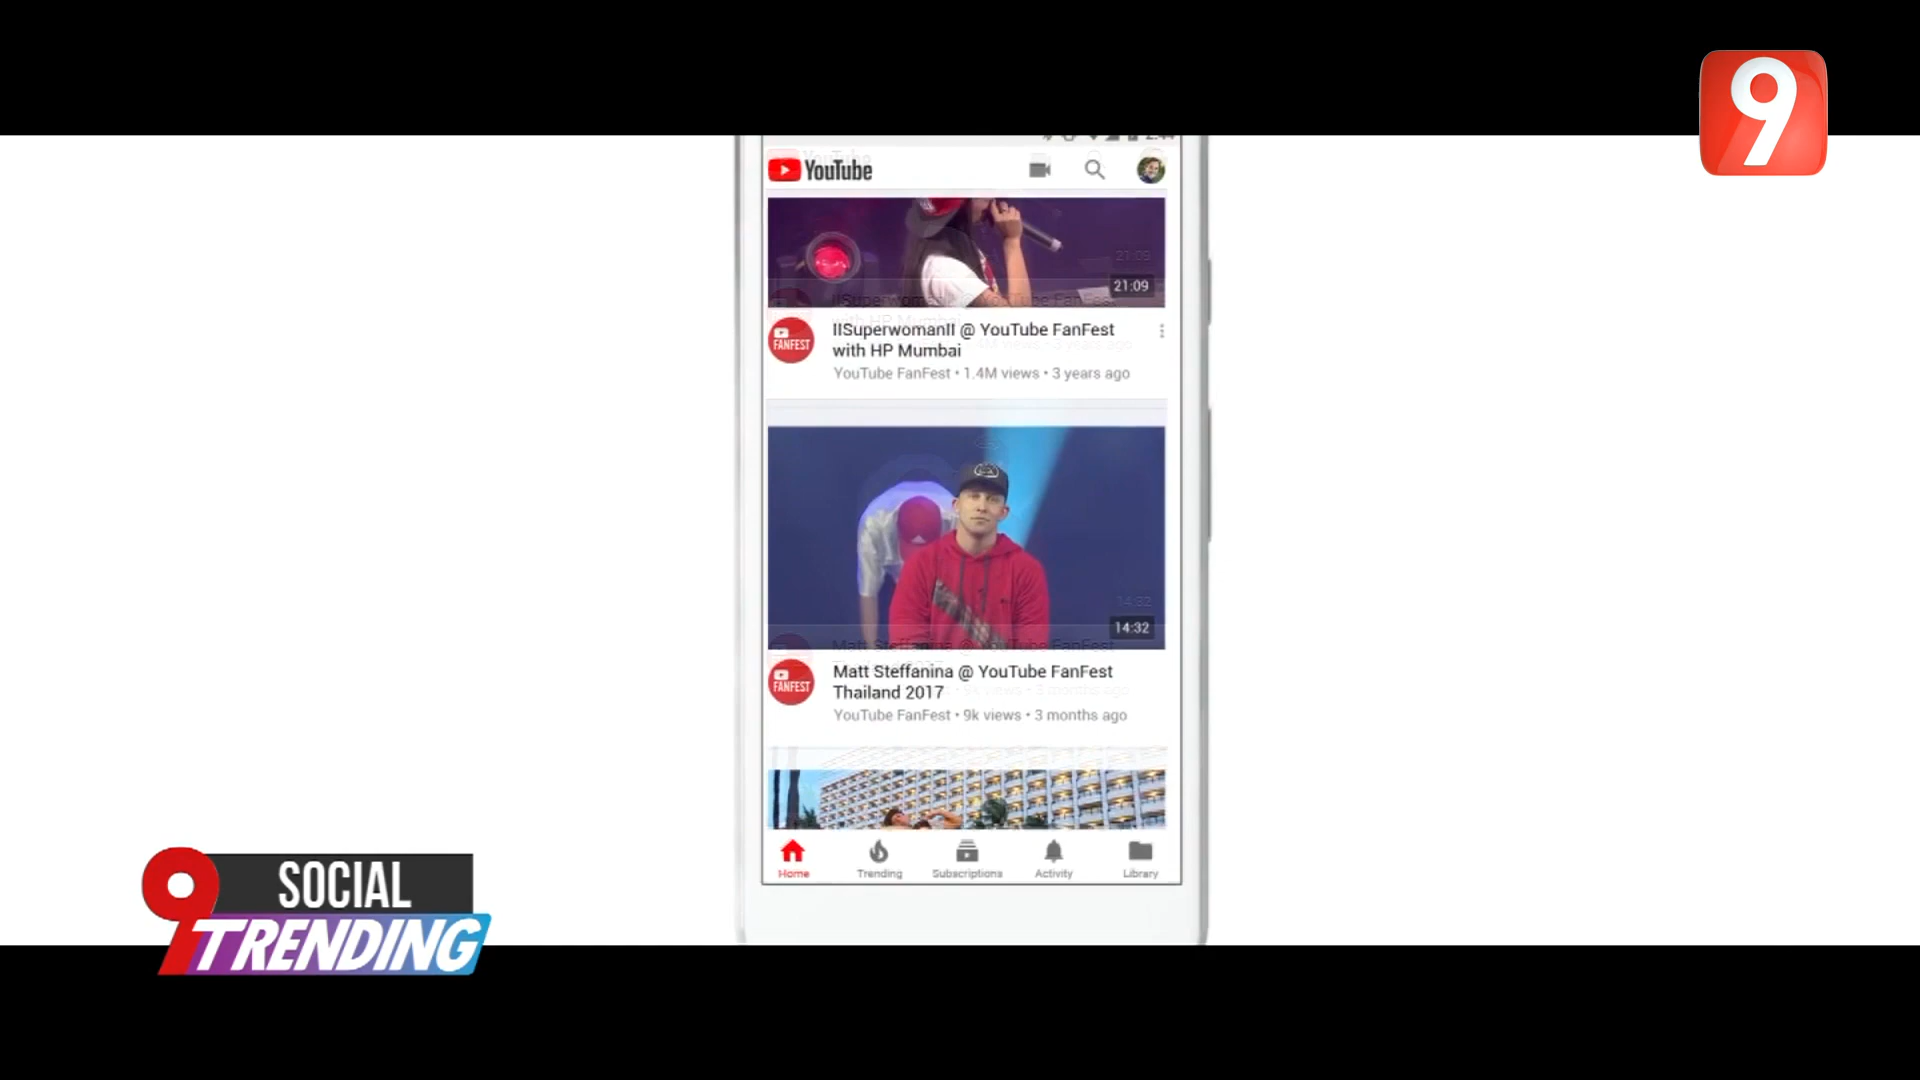 9
YouTube
21:09
IISuperwomanII @ YouTube FanFest
with HP Mumbai
YouTube FanFest • 1.4M views • 3 years ago
FANFEST
14:32
Matt Steffanina @ YouTube FanFest
Thailand 2017
YouTube FanFest • 9k views • 3 months ago
FANFEST
Home Trending Subscriptions Activity Library
9 SOCIAL
TRENDING